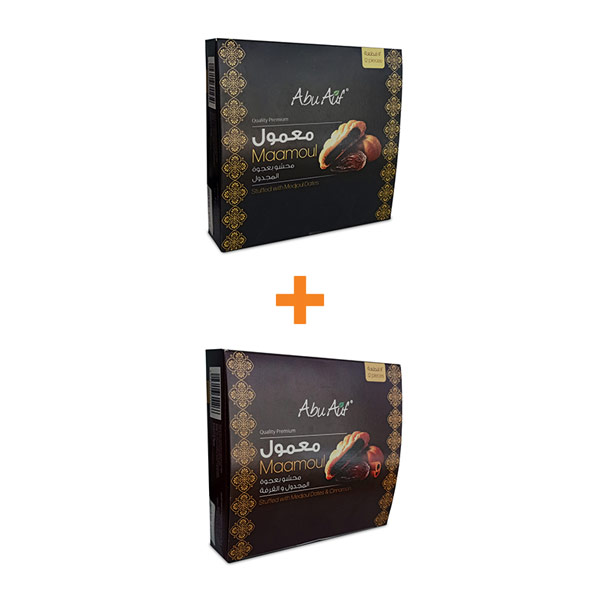 Abu Auf®
Quality Premium
معمول
Maamoul
محشو بعجوة
المجدول
Stuffed with Medjoul Dates
Abu Auf®
Quality Premium
معمول
Maamoul
محشو بعجوة
المجدول و القرفة
Stuffed with Medjoul Dates & Cinnamon